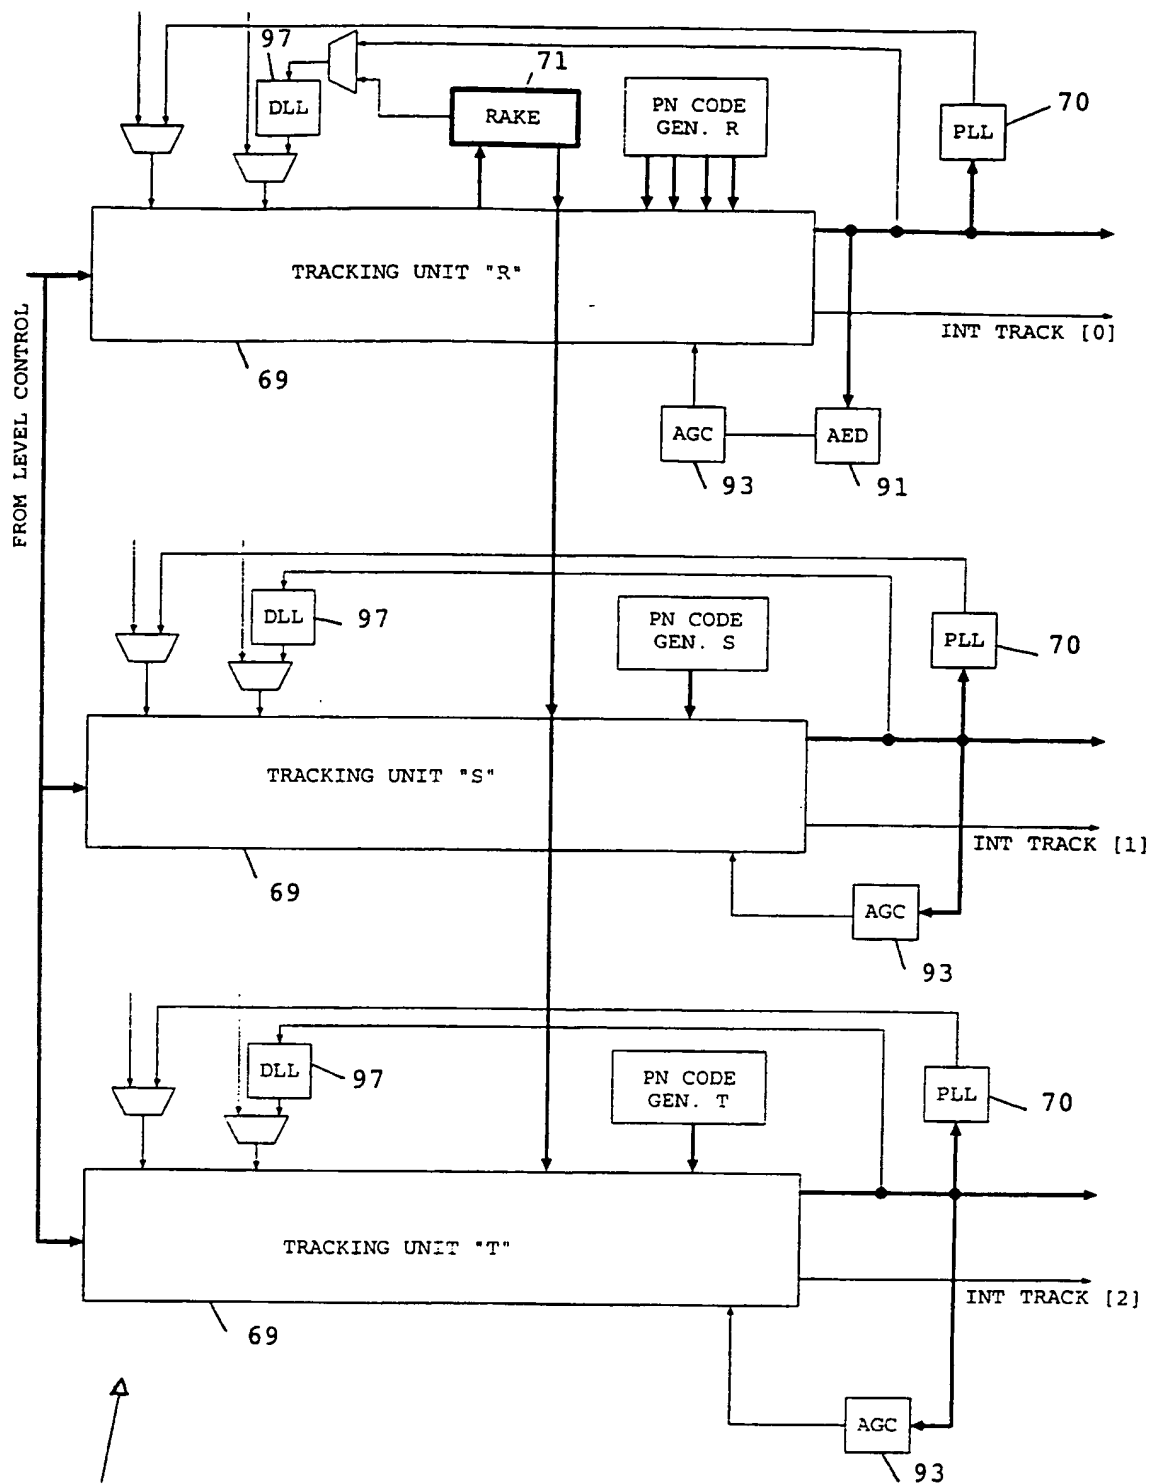 97
71
DLL
RAKE
PN CODE
GEN. R
PLL
70
TRACKING UNIT "R"
INT TRACK [0]
69
FROM LEVEL CONTROL
AGC
AED
93
91
DLL
97
PN CODE
GEN. S
PLL
70
TRACKING UNIT "S"
INT TRACK [1]
69
AGC
93
DLL
97
PN CODE
GEN. T
PLL
70
TRACKING UNIT "T"
INT TRACK [2]
69
AGC
93